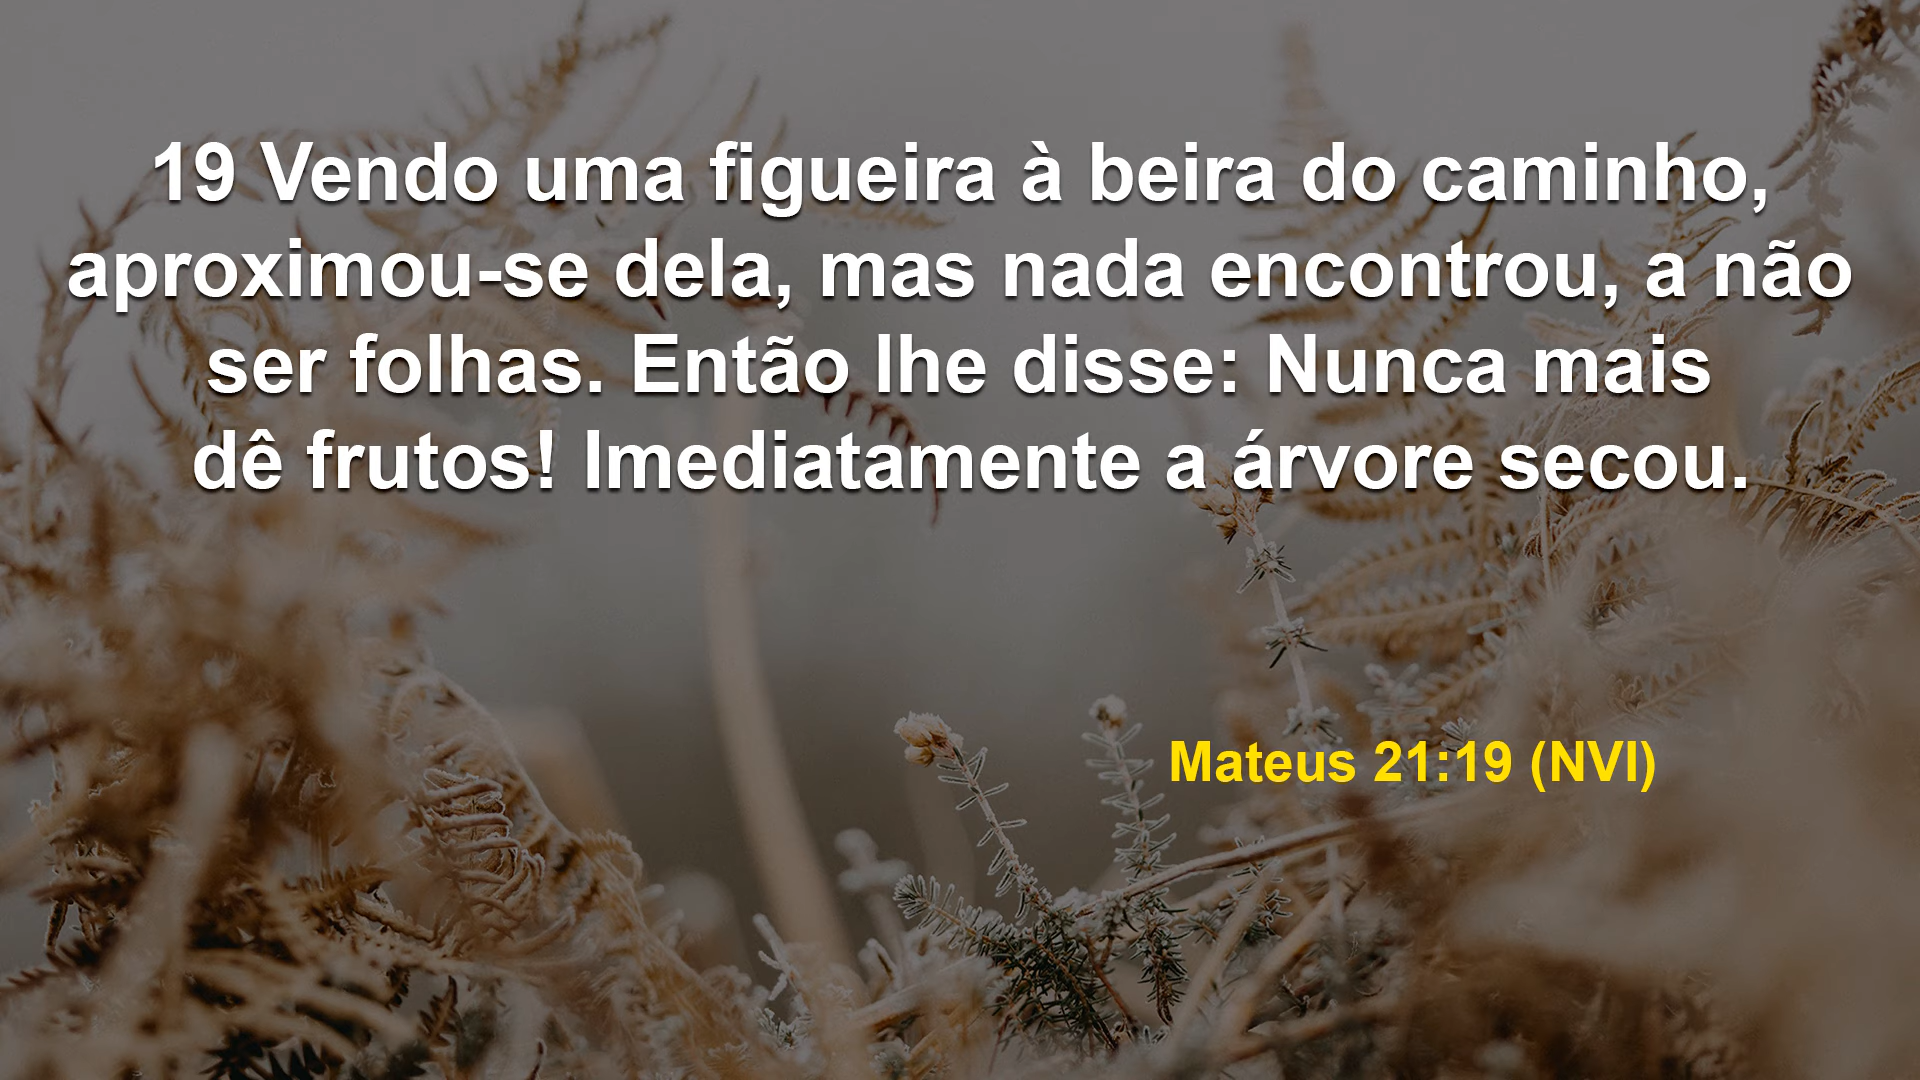 19 Vendo uma figueira à beira do caminho,
aproximou-se dela, mas nada encontrou, a não
ser folhas. Então lhe disse: Nunca mais
dê frutos! Imediatamente a árvore secou.
Mateus 21:19 (NVI)